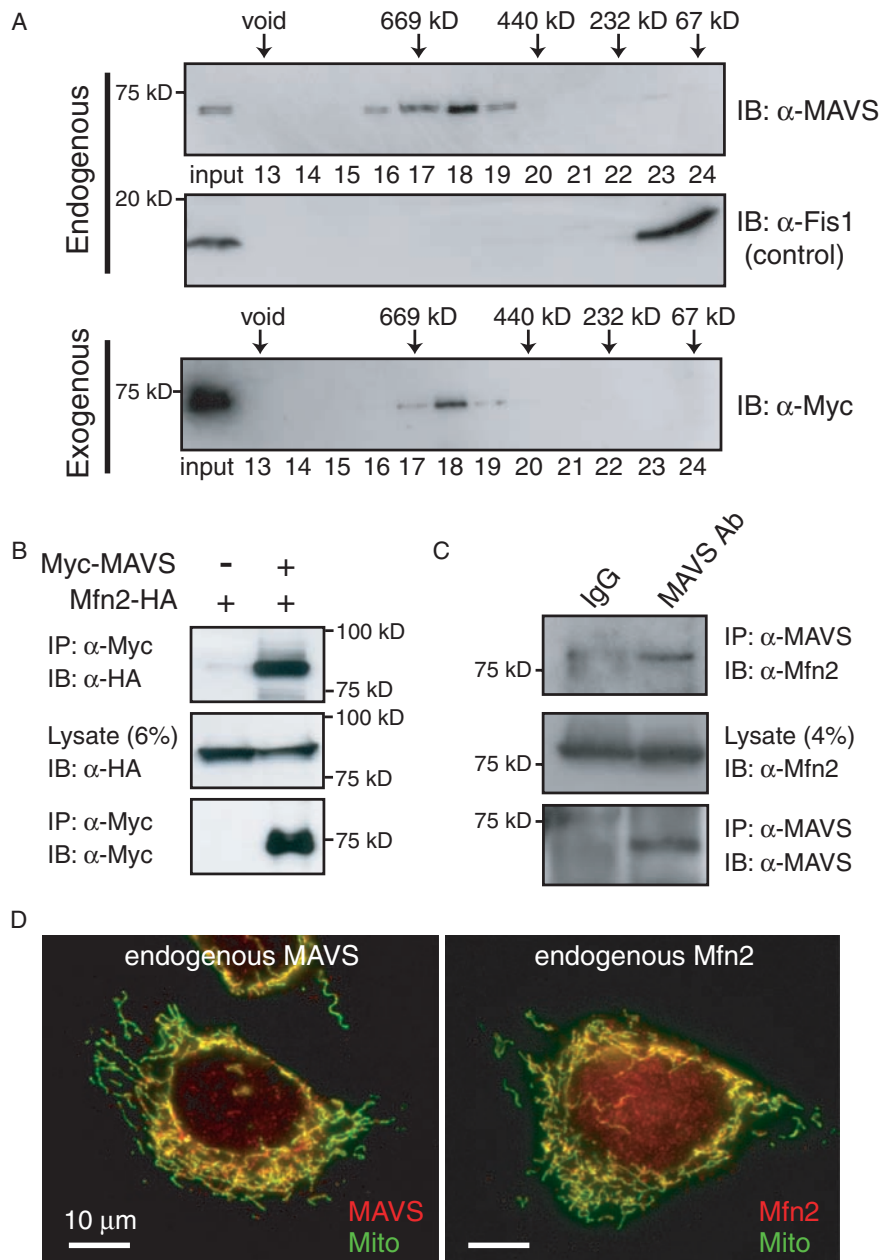 A
void 669 kD 440 kD 232 kD 67 kD
Endogenous
75 kD
IB: α-MAVS
input 13 14 15 16 17 18 19 20 21 22 23 24
20 kD
IB: α-Fis1
(control)
void 669 kD 440 kD 232 kD 67 kD
Exogenous
75 kD
IB: α-Myc
input 13 14 15 16 17 18 19 20 21 22 23 24
B
Myc-MAVS - +
Mfn2-HA + +
IP: α-Myc
IB: α-HA
100 kD
75 kD
Lysate (6%)
IB: α-HA
100 kD
75 kD
IP: α-Myc
IB: α-Myc
75 kD
C
IgG MAVS Ab
75 kD
IP: α-MAVS
IB: α-Mfn2
75 kD
Lysate (4%)
IB: α-Mfn2
75 kD
IP: α-MAVS
IB: α-MAVS
D
endogenous MAVS
10 μm
MAVS
Mito
endogenous Mfn2
Mfn2
Mito